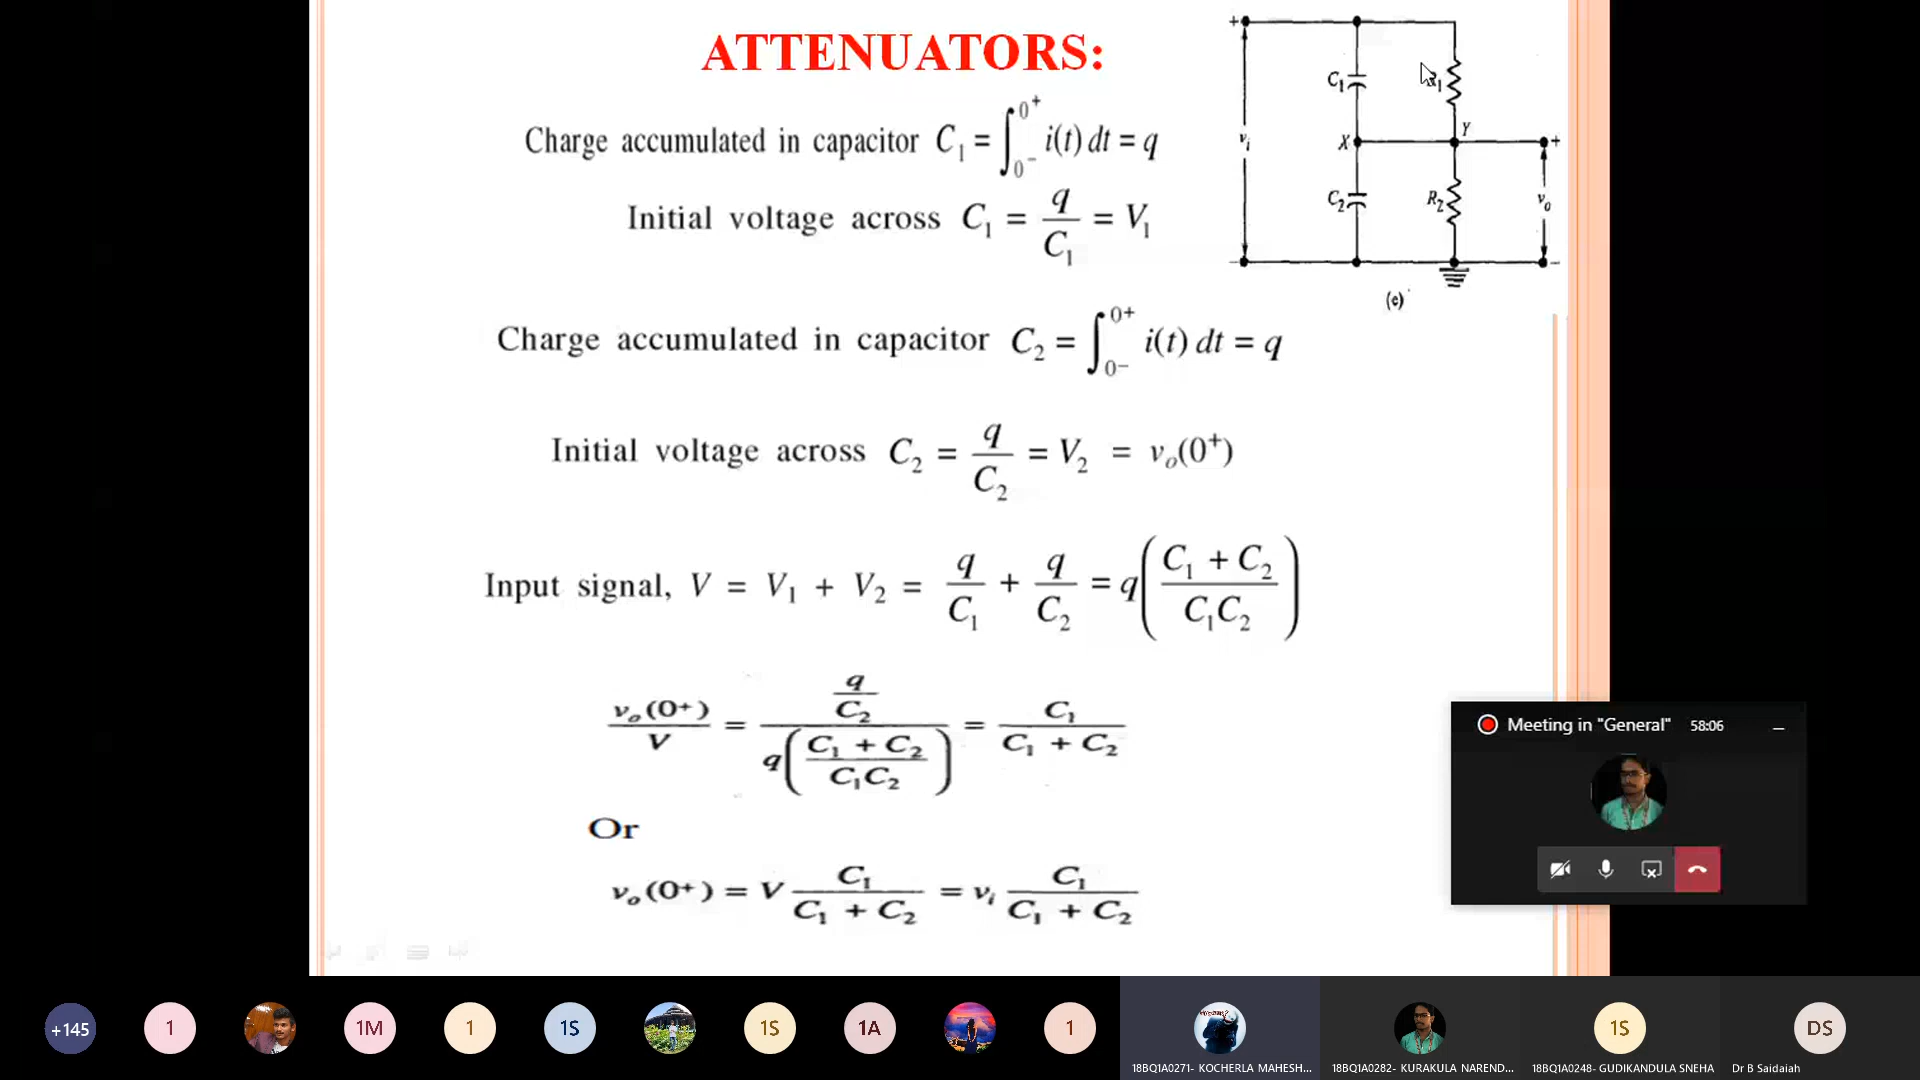 ATTENUATORS:
Charge accumulated in capacitor C₁ = ∫₀₋⁰⁺ i(t) dt = q
Initial voltage across C₁ = q/C₁ = V₁
Charge accumulated in capacitor C₂ = ∫₀₋⁰⁺ i(t) dt = q
Initial voltage across C₂ = q/C₂ = V₂ = vₒ(0⁺)
Input signal, V = V₁ + V₂ = q/C₁ + q/C₂ = q((C₁ + C₂)/(C₁C₂))
vₒ(0⁺)/V = (q/C₂)/(q((C₁ + C₂)/(C₁C₂))) = C₁/(C₁ + C₂)
Or
vₒ(0⁺) = V C₁/(C₁ + C₂) = vᵢ C₁/(C₁ + C₂)
+
C₁
R₁
Y
vᵢ
X
+
C₂
R₂
vₒ
-
-
(c)
Meeting in "General" 58:06
+145
1
1M
1
1S
1S
1A
1
1S
DS
18BQ1A0271- KOCHERLA MAHESH...
18BQ1A0282- KURAKULA NAREND...
18BQ1A0248- GUDIKANDULA SNEHA
Dr B Saidaiah